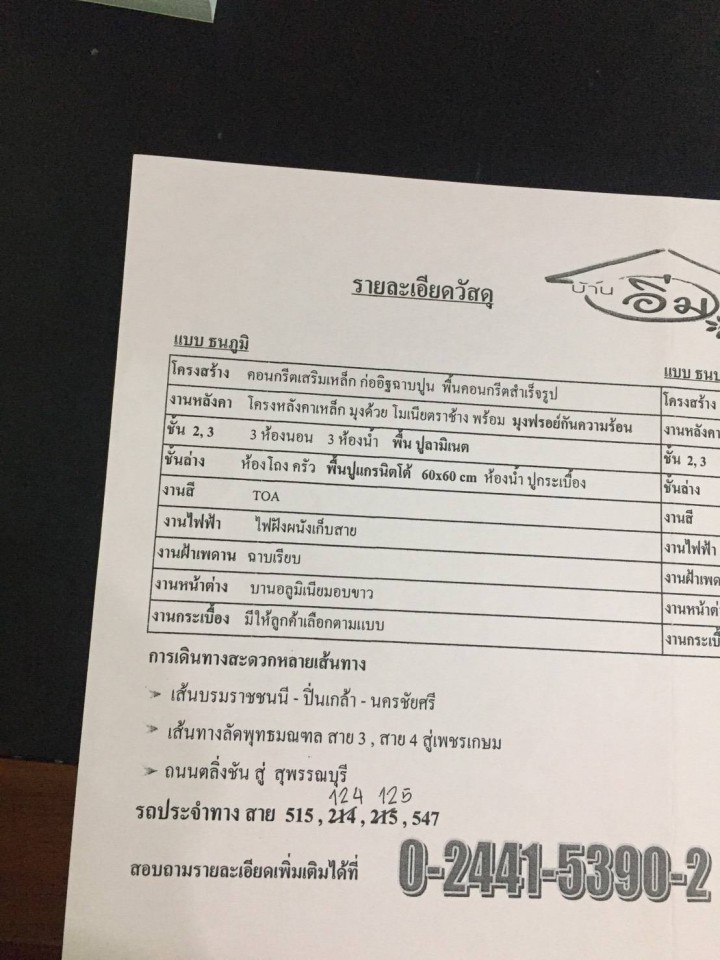 รายละเอียดวัสดุ
บ้าน อิ่ม
แบบ ธนภูมิ
โครงสร้าง คอนกรีตเสริมเหล็ก ก่ออิฐฉาบปูน พื้นคอนกรีตสำเร็จรูป
งานหลังคา โครงหลังคาเหล็ก มุงด้วย โมเนียตราช้าง พร้อม มุงฟรอย์กันความร้อน
ชั้น 2, 3 3 ห้องนอน 3 ห้องน้ำ พื้น ปูลามิเนต
ชั้นล่าง ห้องโถง ครัว พื้นปูแกรนิตโต้ 60x60 cm ห้องน้ำ ปูกระเบื้อง
งานสี TOA
งานไฟฟ้า ไฟฝังผนังเก็บสาย
งานฝ้าเพดาน ฉาบเรียบ
งานหน้าต่าง บานอลูมิเนียมอบขาว
งานกระเบื้อง มีให้ลูกค้าเลือกตามแบบ
แบบ ธนบ
โครงสร้าง
งานหลังคา
ชั้น 2, 3
ชั้นล่าง
งานสี
งานไฟฟ้า
งานฝ้าเพด
งานหน้าต่
งานกระเบื้
การเดินทางสะดวกหลายเส้นทาง
เส้นบรมราชชนนี - ปิ่นเกล้า - นครชัยศรี
เส้นทางลัดพุทธมณฑล สาย 3 , สาย 4 สู่เพชรเกษม
ถนนตลิ่งชัน สู่ สุพรรณบุรี
124 125
รถประจำทาง สาย 515 , 214 , 215 , 547
สอบถามรายละเอียดเพิ่มเติมได้ที่ 0-2441-5390-2